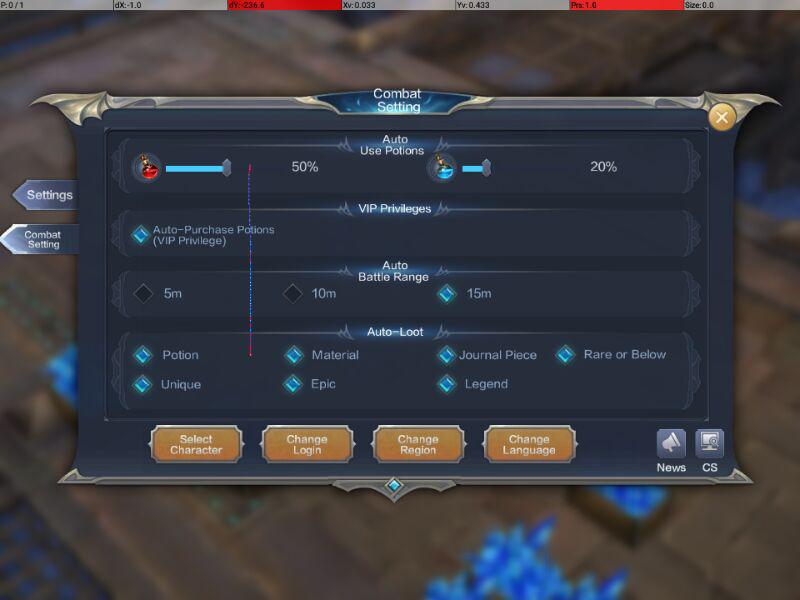 P: 0 / 1 dX:-1.0 dY:-236.6 Xv:0.033 Yv:0.433 Prs:1.0 Size:0.0
Combat
Setting
Auto
Use Potions
50% 20%
Settings
VIP Privileges
Combat
Setting
Auto-Purchase Potions
(VIP Privilege)
Auto
Battle Range
5m 10m 15m
Auto-Loot
Potion Material Journal Piece Rare or Below
Unique Epic Legend
Select
Character
Change
Login
Change
Region
Change
Language
News CS